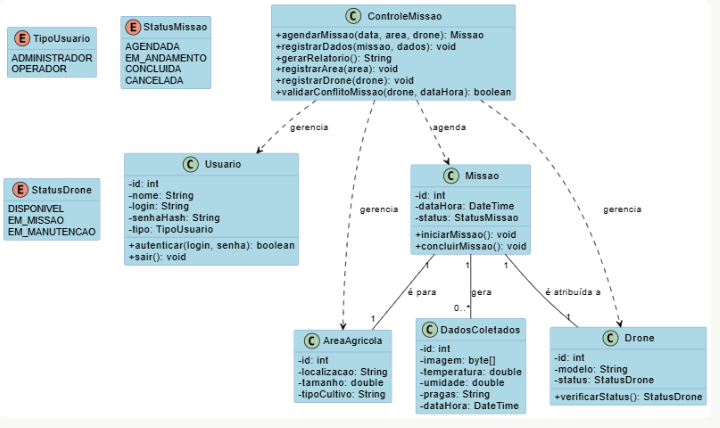 E TipoUsuario
ADMINISTRADOR
OPERADOR
E StatusMissao
AGENDADA
EM_ANDAMENTO
CONCLUIDA
CANCELADA
C ControleMissao
+agendarMissao(data, area, drone): Missao
+registrarDados(missao, dados): void
+gerarRelatorio(): String
+registrarArea(area): void
+registrarDrone(drone): void
+validarConflitoMissao(drone, dataHora): boolean
gerencia
agenda
E StatusDrone
DISPONIVEL
EM_MISSAO
EM_MANUTENCAO
C Usuario
-id: int
-nome: String
-login: String
-senhaHash: String
-tipo: TipoUsuario
+autenticar(login, senha): boolean
+sair(): void
gerencia
C Missao
-id: int
-dataHora: DateTime
-status: StatusMissao
+iniciarMissao(): void
+concluirMissao(): void
gerencia
1
1
1
é para
gera
é atribuída a
1
0..*
1
C AreaAgricola
-id: int
-localizacao: String
-tamanho: double
-tipoCultivo: String
C DadosColetados
-id: int
-imagem: byte[]
-temperatura: double
-umidade: double
-pragas: String
-dataHora: DateTime
C Drone
-id: int
-modelo: String
-status: StatusDrone
+verificarStatus(): StatusDrone